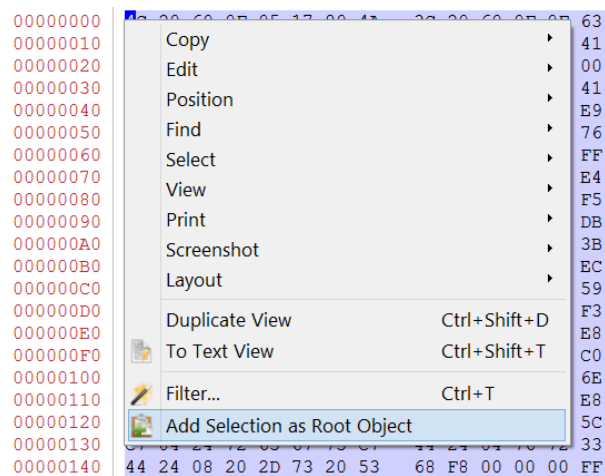 00000000 63
00000010 Copy 41
00000020 Edit 00
00000030 Position 41
00000040 E9
00000050 Find 76
00000060 Select FF
00000070 View E4
00000080 F5
00000090 Print DB
000000A0 Screenshot 3B
000000B0 Layout EC
000000C0 59
000000D0 Duplicate View Ctrl+Shift+D F3
000000E0 E8
000000F0 To Text View Ctrl+Shift+T C0
00000100 6E
00000110 Filter... Ctrl+T E8
00000120 Add Selection as Root Object 5C
00000130 33
00000140 44 24 08 20 2D 73 20 53 68 F8 00 00 00 FF